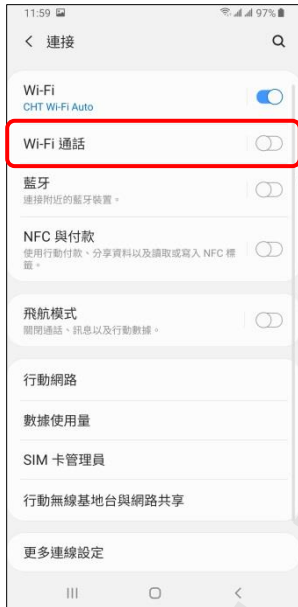 11:59 97%
連接
Wi-Fi
CHT Wi-Fi Auto
Wi-Fi 通話
藍牙
連接附近的藍牙裝置。
NFC 與付款
使用行動付款、分享資料以及讀取或寫入 NFC 標
籤。
飛航模式
關閉通話、訊息以及行動數據。
行動網路
數據使用量
SIM 卡管理員
行動無線基地台與網路共享
更多連線設定